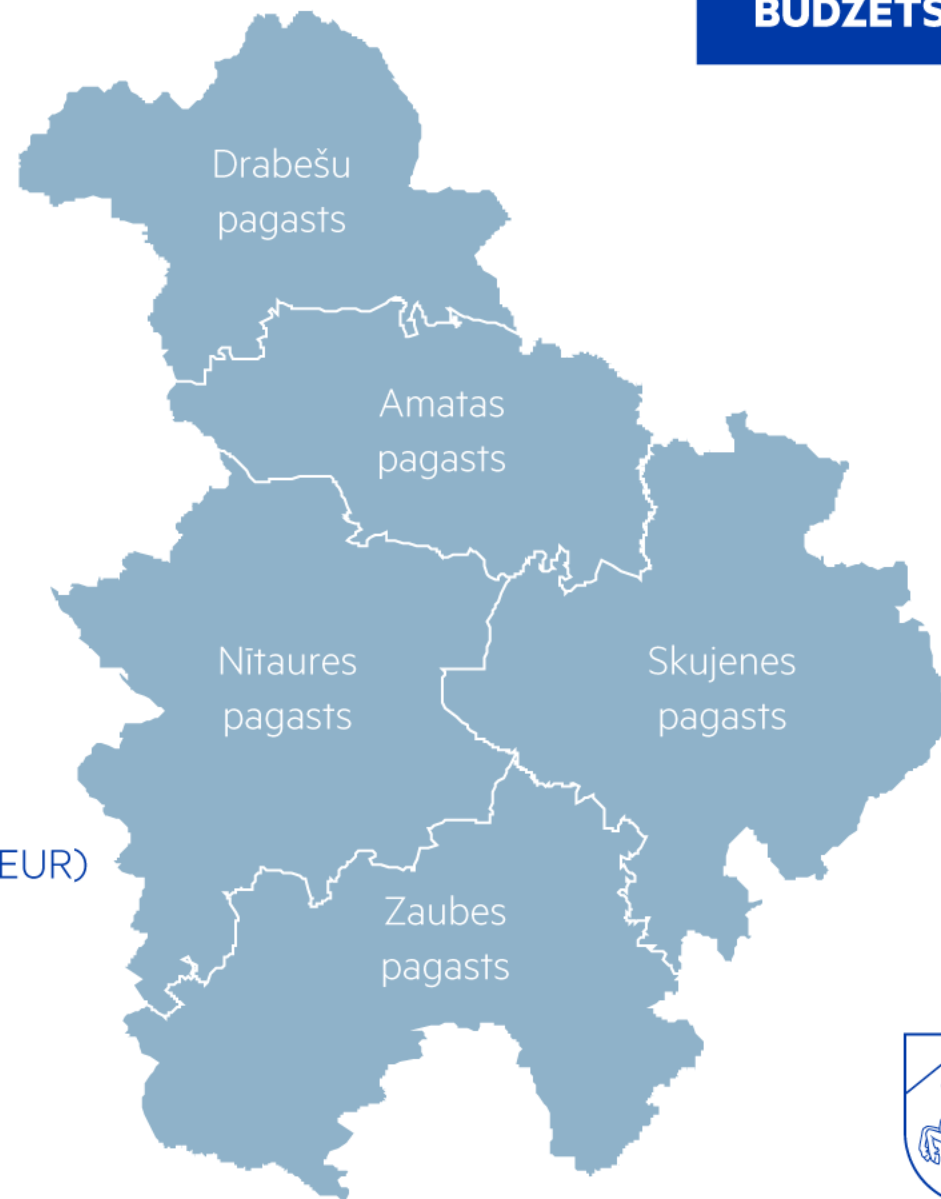 BUDŽETS
Drabešu
pagasts
Amatas
pagasts
Nītaures
pagasts
Skujenes
pagasts
EUR)
Zaubes
pagasts